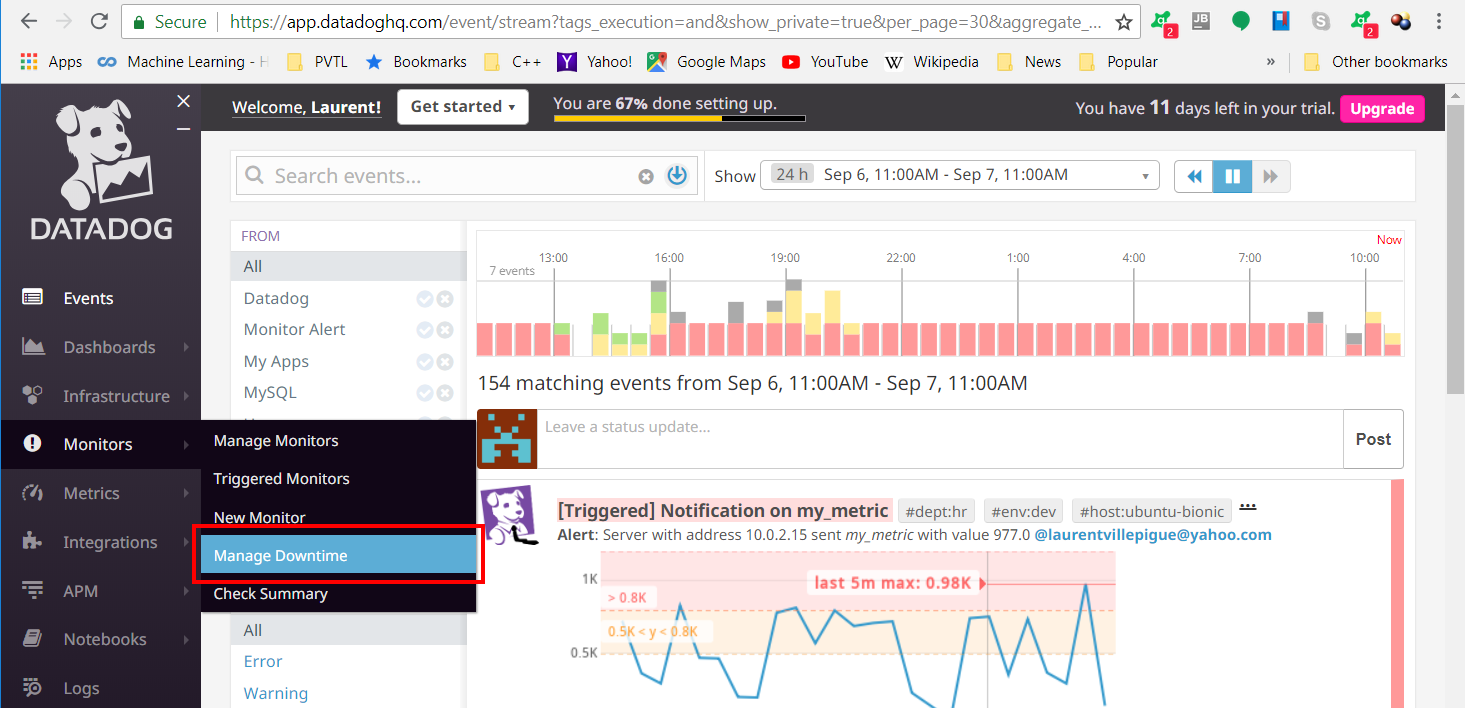 Secure https://app.datadoghq.com/event/stream?tags_execution=and&show_private=true&per_page=30&aggregate_...
2 JB 2
Apps Machine Learning - PVTL Bookmarks C++ Yahoo! Google Maps YouTube Wikipedia News Popular » Other bookmarks
DATADOG
Welcome, Laurent! Get started ▾ You are 67% done setting up. You have 11 days left in your trial. Upgrade
Search events... Show 24 h Sep 6, 11:00AM - Sep 7, 11:00AM
Events
Dashboards
Infrastructure
Monitors
Metrics
Integrations
APM
Notebooks
Logs
Manage Monitors
Triggered Monitors
New Monitor
Manage Downtime
Check Summary
FROM
All
Datadog
Monitor Alert
My Apps
MySQL
All
Error
Warning
Now
13:00 16:00 19:00 22:00 1:00 4:00 7:00 10:00
7 events
154 matching events from Sep 6, 11:00AM - Sep 7, 11:00AM
Leave a status update... Post
[Triggered] Notification on my_metric #dept:hr #env:dev #host:ubuntu-bionic ...
Alert: Server with address 10.0.2.15 sent my_metric with value 977.0 @laurentvillepigue@yahoo.com
1K last 5m max: 0.98K
> 0.8K
0.5K < y < 0.8K
0.5K